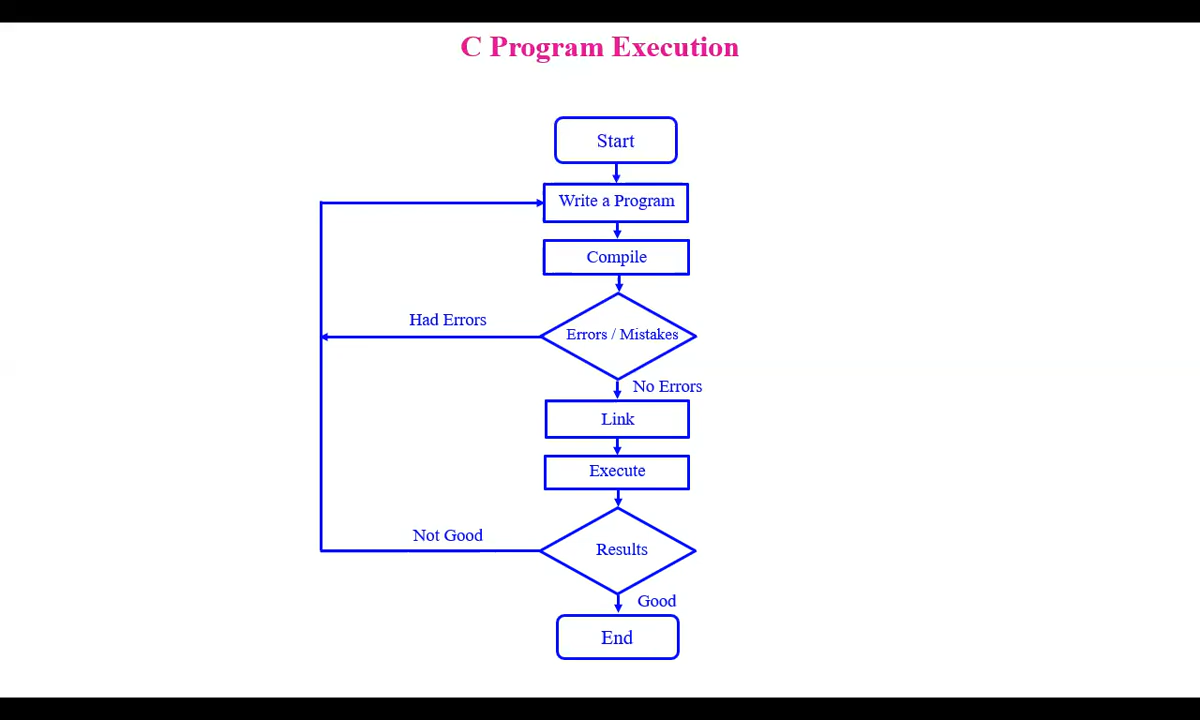 C Program Execution
Start
Write a Program
Compile
Had Errors
Errors / Mistakes
No Errors
Link
Execute
Not Good
Results
Good
End